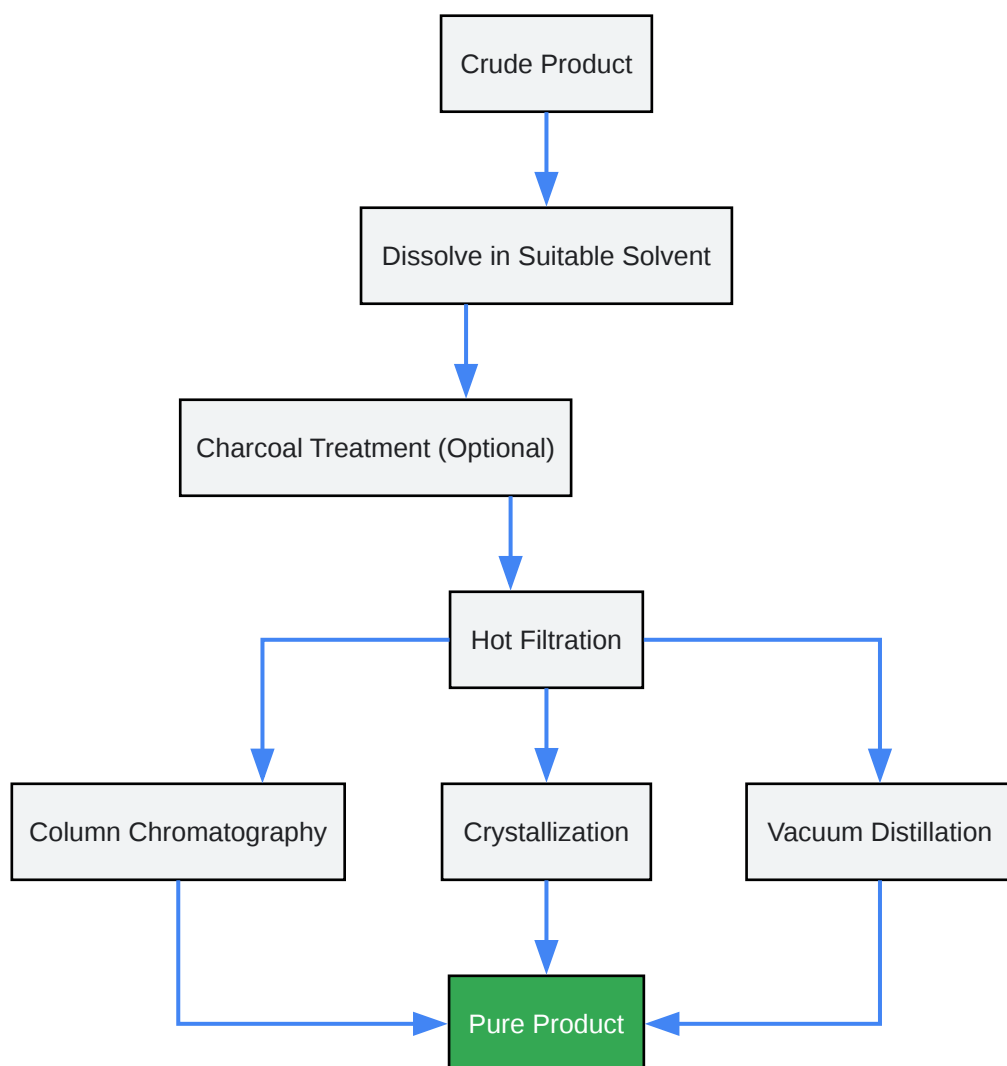 Crude Product
Dissolve in Suitable Solvent
Charcoal Treatment (Optional)
Hot Filtration
Column Chromatography
Crystallization
Vacuum Distillation
Pure Product